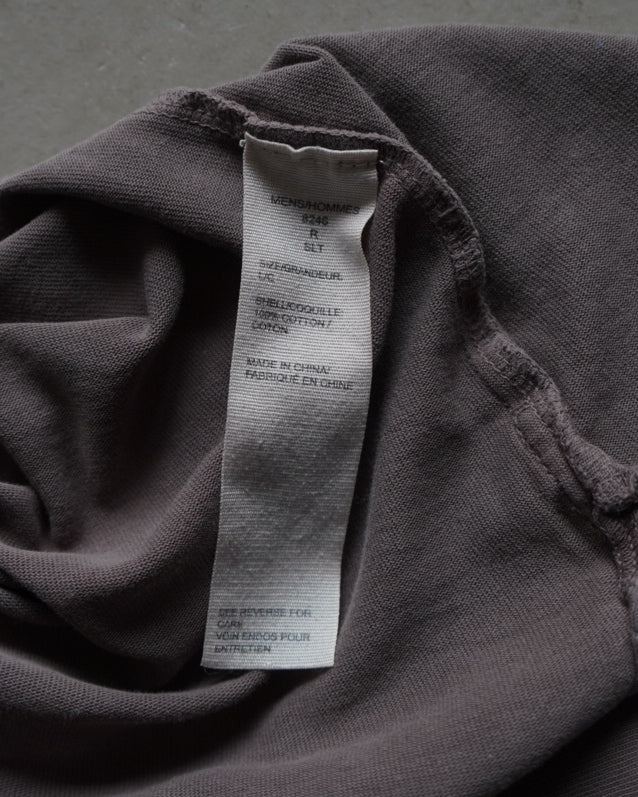 MENS/HOMMES
8246
R
SLT
SIZE/GRANDEUR:
L/G
SHELL/COQUILLE:
100% COTTON/
COTON
MADE IN CHINA/
FABRIQUÉ EN CHINE
SEE REVERSE FOR
CARE
VOIR ENDOS POUR
ENTRETIEN